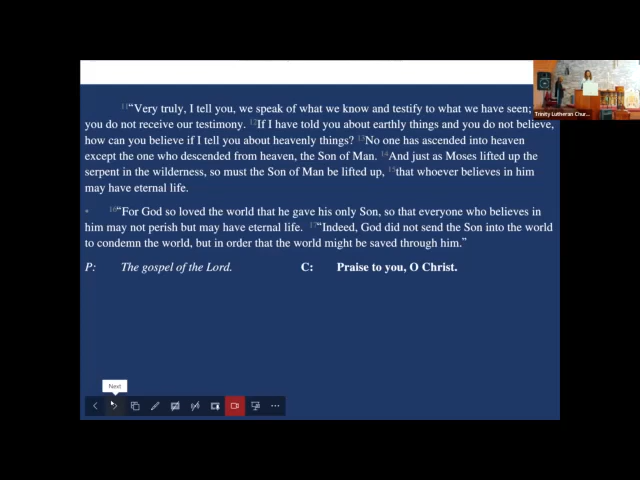 11"Very truly, I tell you, we speak of what we know and testify to what we have seen;
you do not receive our testimony. 12If I have told you about earthly things and you do not believe,
how can you believe if I tell you about heavenly things? 13No one has ascended into heaven
except the one who descended from heaven, the Son of Man. 14And just as Moses lifted up the
serpent in the wilderness, so must the Son of Man be lifted up, 15that whoever believes in him
may have eternal life.
16"For God so loved the world that he gave his only Son, so that everyone who believes in
him may not perish but may have eternal life. 17"Indeed, God did not send the Son into the world
to condemn the world, but in order that the world might be saved through him."
P: The gospel of the Lord. C: Praise to you, O Christ.
Next
Trinity Lutheran Chur...